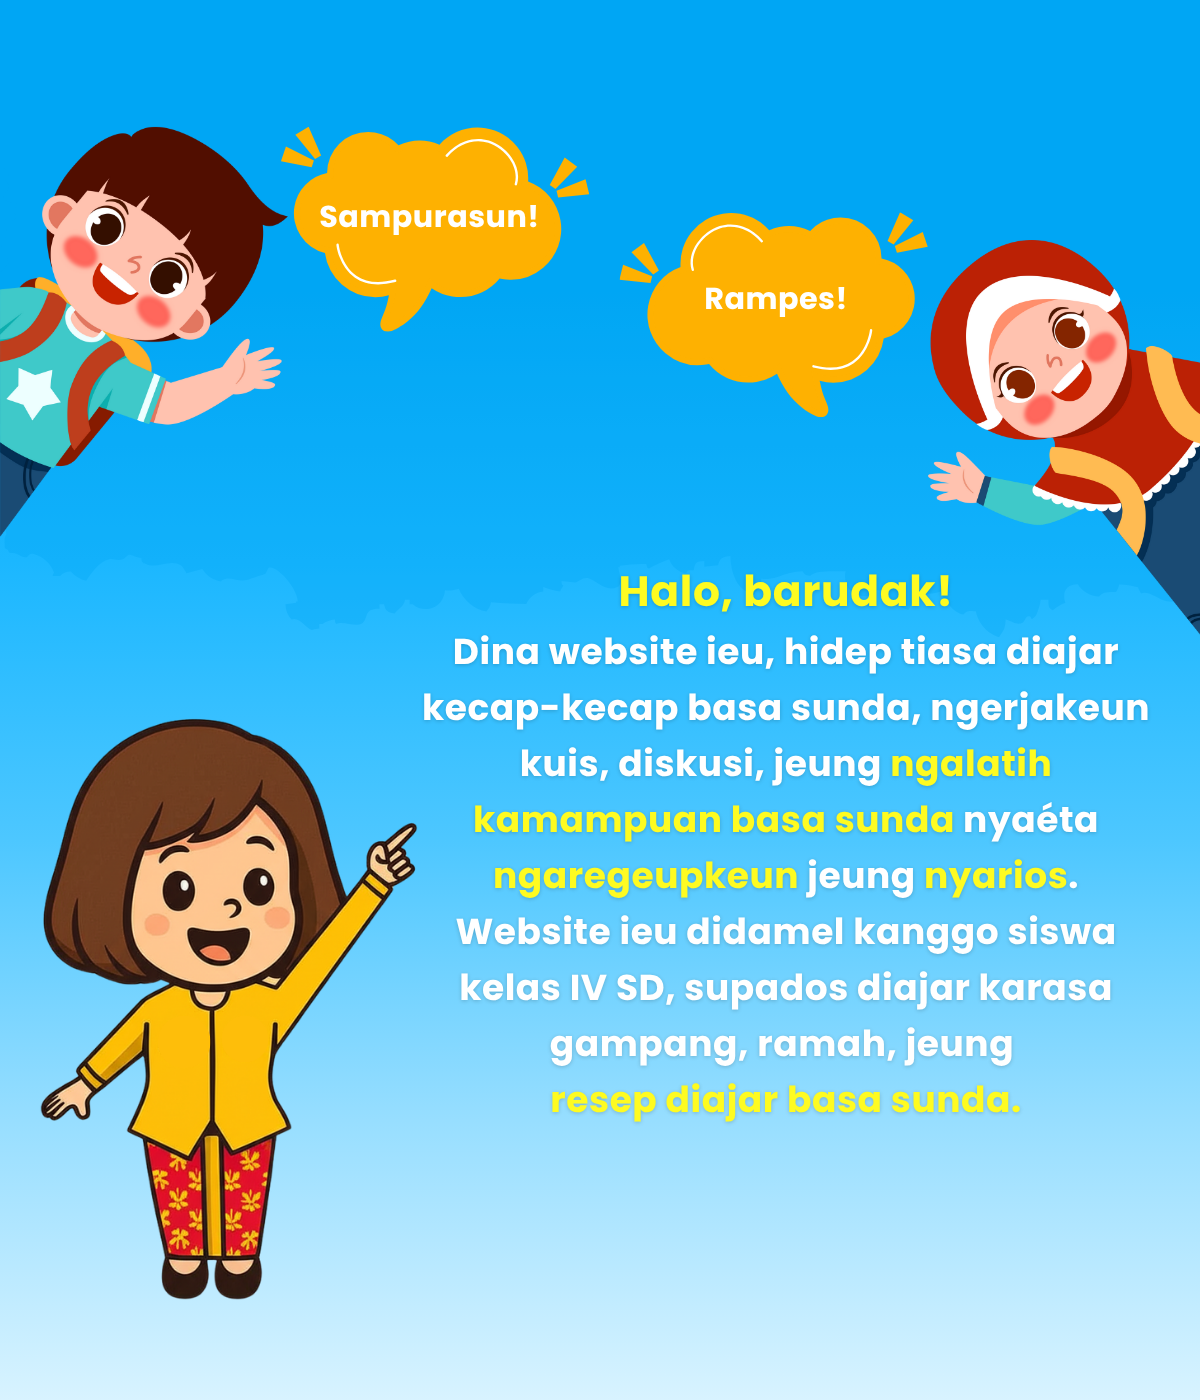 Sampurasun!
Rampes!
Halo, barudak!
Dina website ieu, hidep tiasa diajar
kecap-kecap basa sunda, ngerjakeun
kuis, diskusi, jeung ngalatih
kamampuan basa sunda nyaéta
ngaregeupkeun jeung nyarios.
Website ieu didamel kanggo siswa
kelas IV SD, supados diajar karasa
gampang, ramah, jeung
resep diajar basa sunda.